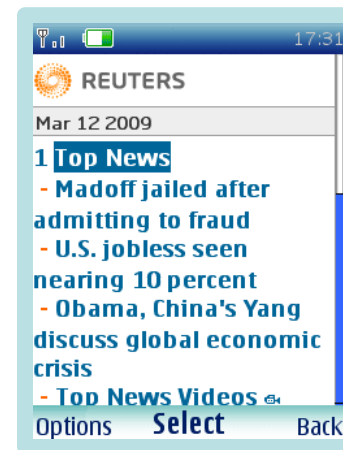 17:31
REUTERS
Mar 12 2009
1 Top News
- Madoff jailed after
admitting to fraud
- U.S. jobless seen
nearing 10 percent
- Obama, China's Yang
discuss global economic
crisis
- Top News Videos
Options Select Back